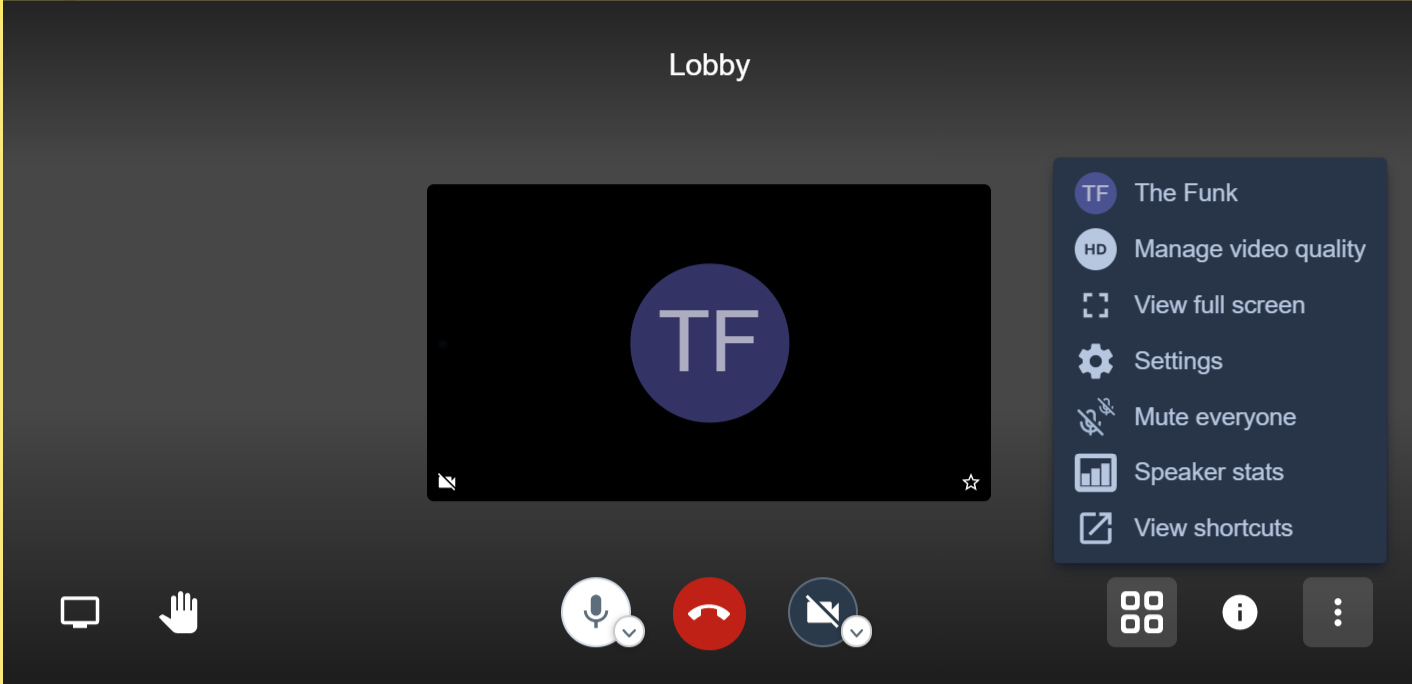 Lobby
TF
TF The Funk
HD Manage video quality
View full screen
Settings
Mute everyone
Speaker stats
View shortcuts